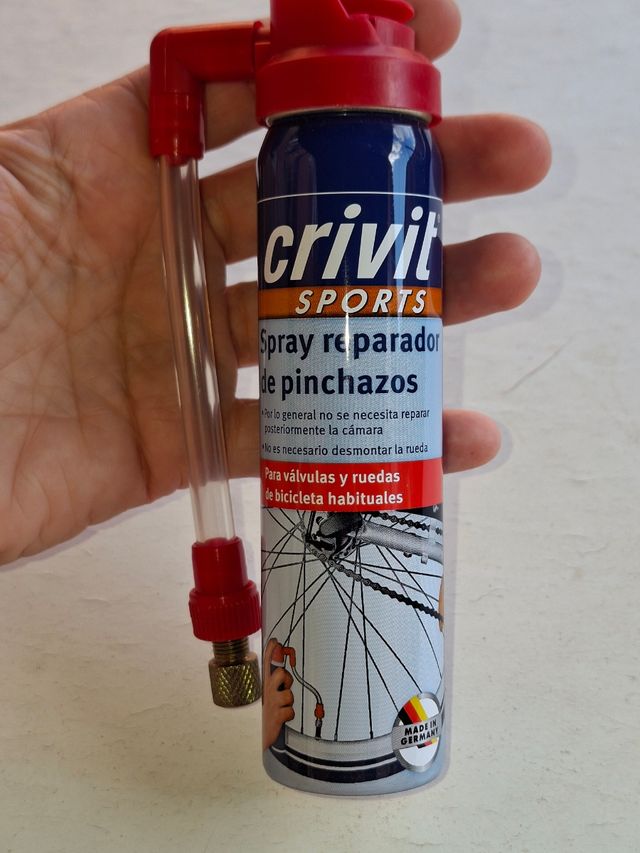 crivit
SPORTS
Spray reparador
de pinchazos
• Por lo general no se necesita reparar
posteriormente la cámara
• No es necesario desmontar la rueda
Para válvulas y ruedas
de bicicleta habituales
MADE IN
GERMANY